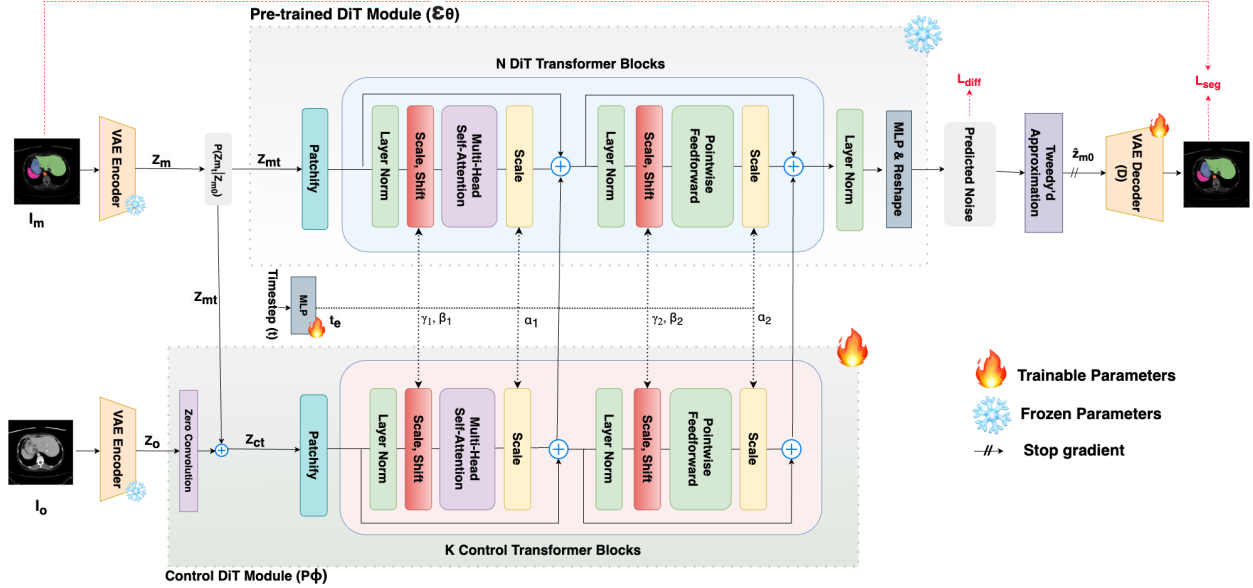 Pre-trained DiT Module (Ɛθ)
N DiT Transformer Blocks
L_diff
L_seg
VAE Encoder
Z_m
P(Zm_t|Z_m0)
Z_mt
Patchify
Layer Norm
Scale, Shift
Multi-Head
Self-Attention
Scale
Layer Norm
Scale, Shift
Pointwise
Feedforward
Scale
Layer Norm
MLP & Reshape
Predicted Noise
Tweedy'd
Approximation
ẑ_m0
VAE Decoder
(D)
I_m
Z_mt
Timestep (t)
MLP
t_e
γ₁, β₁
α₁
γ₂, β₂
α₂
VAE Encoder
Z_o
Zero Convolution
Z_ct
Patchify
Layer Norm
Scale, Shift
Multi-Head
Self-Attention
Scale
Layer Norm
Scale, Shift
Pointwise
Feedforward
Scale
I_o
K Control Transformer Blocks
Control DiT Module (PΦ)
Trainable Parameters
Frozen Parameters
Stop gradient